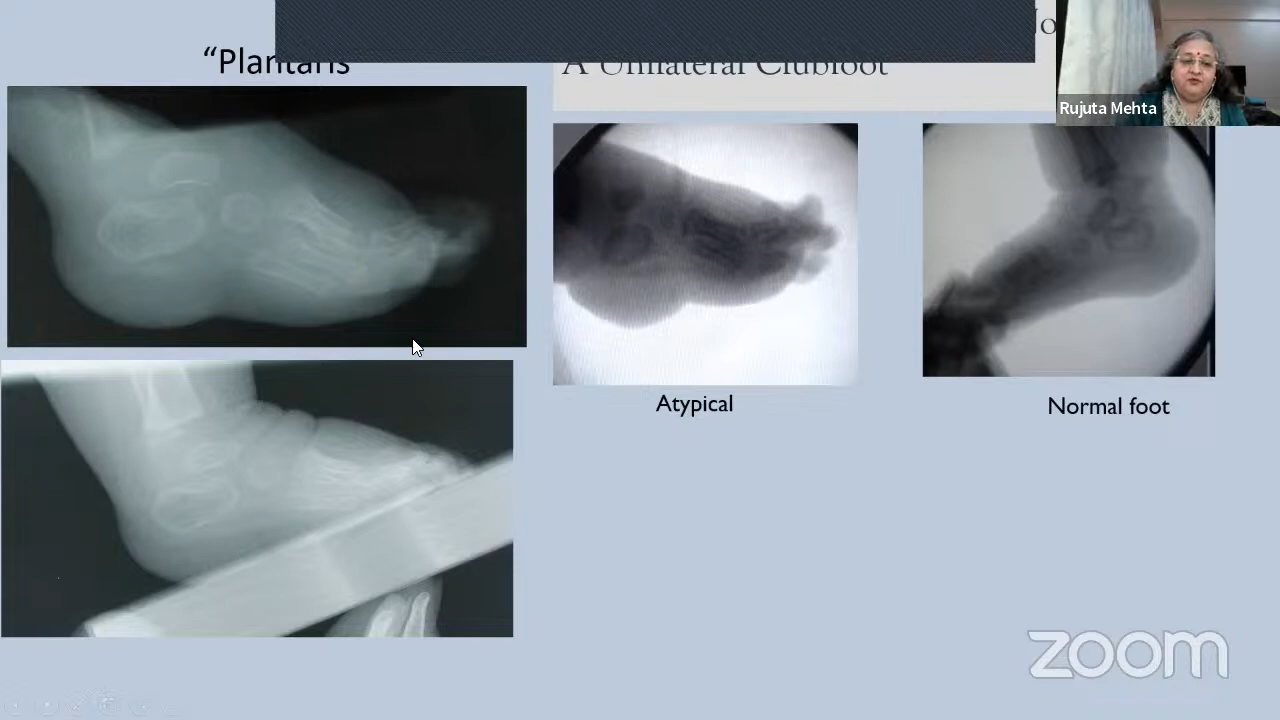 “Plantaris
A Unilateral Clubfoot
Rujuta Mehta
Atypical
Normal foot
zoom